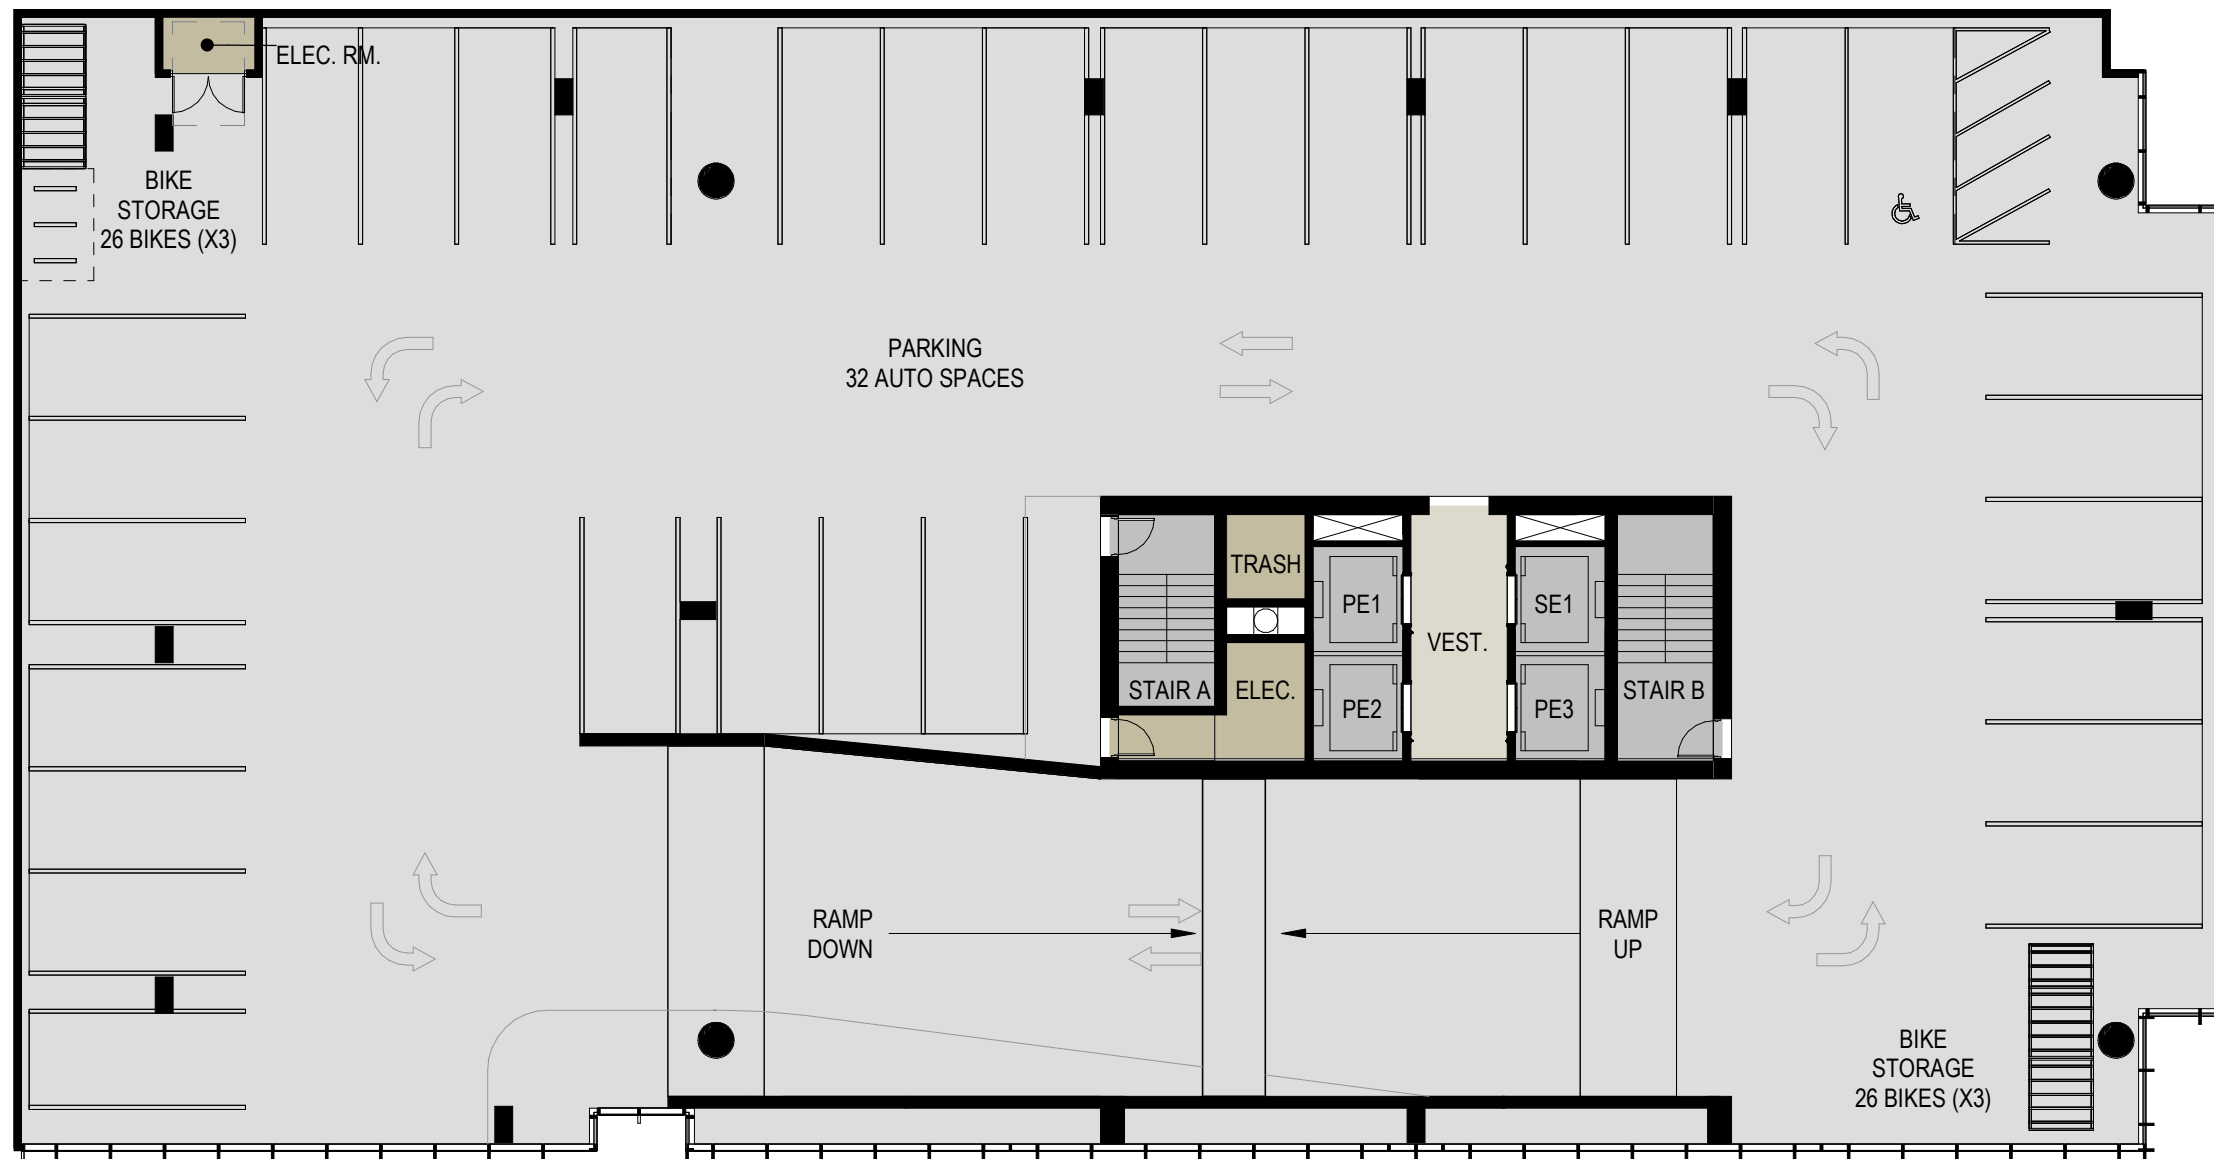 ELEC. RM.
BIKE
STORAGE
26 BIKES (X3)
PARKING
32 AUTO SPACES
TRASH
PE1
SE1
VEST.
STAIR A
ELEC.
PE2
PE3
STAIR B
RAMP
DOWN
RAMP
UP
BIKE
STORAGE
26 BIKES (X3)